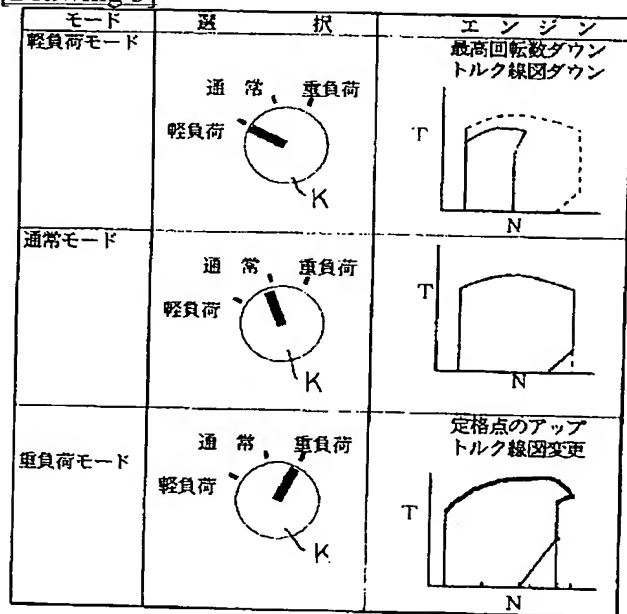 モード 選 択 エ ン ジ ン
軽負荷モード
最高回転数ダウン
トルク線図ダウン
通 常 重負荷
軽負荷
K
T
N
通常モード
通 常 重負荷
軽負荷
K
T
N
重負荷モード
定格点のアップ
トルク線図変更
通 常 重負荷
軽負荷
K
T
N